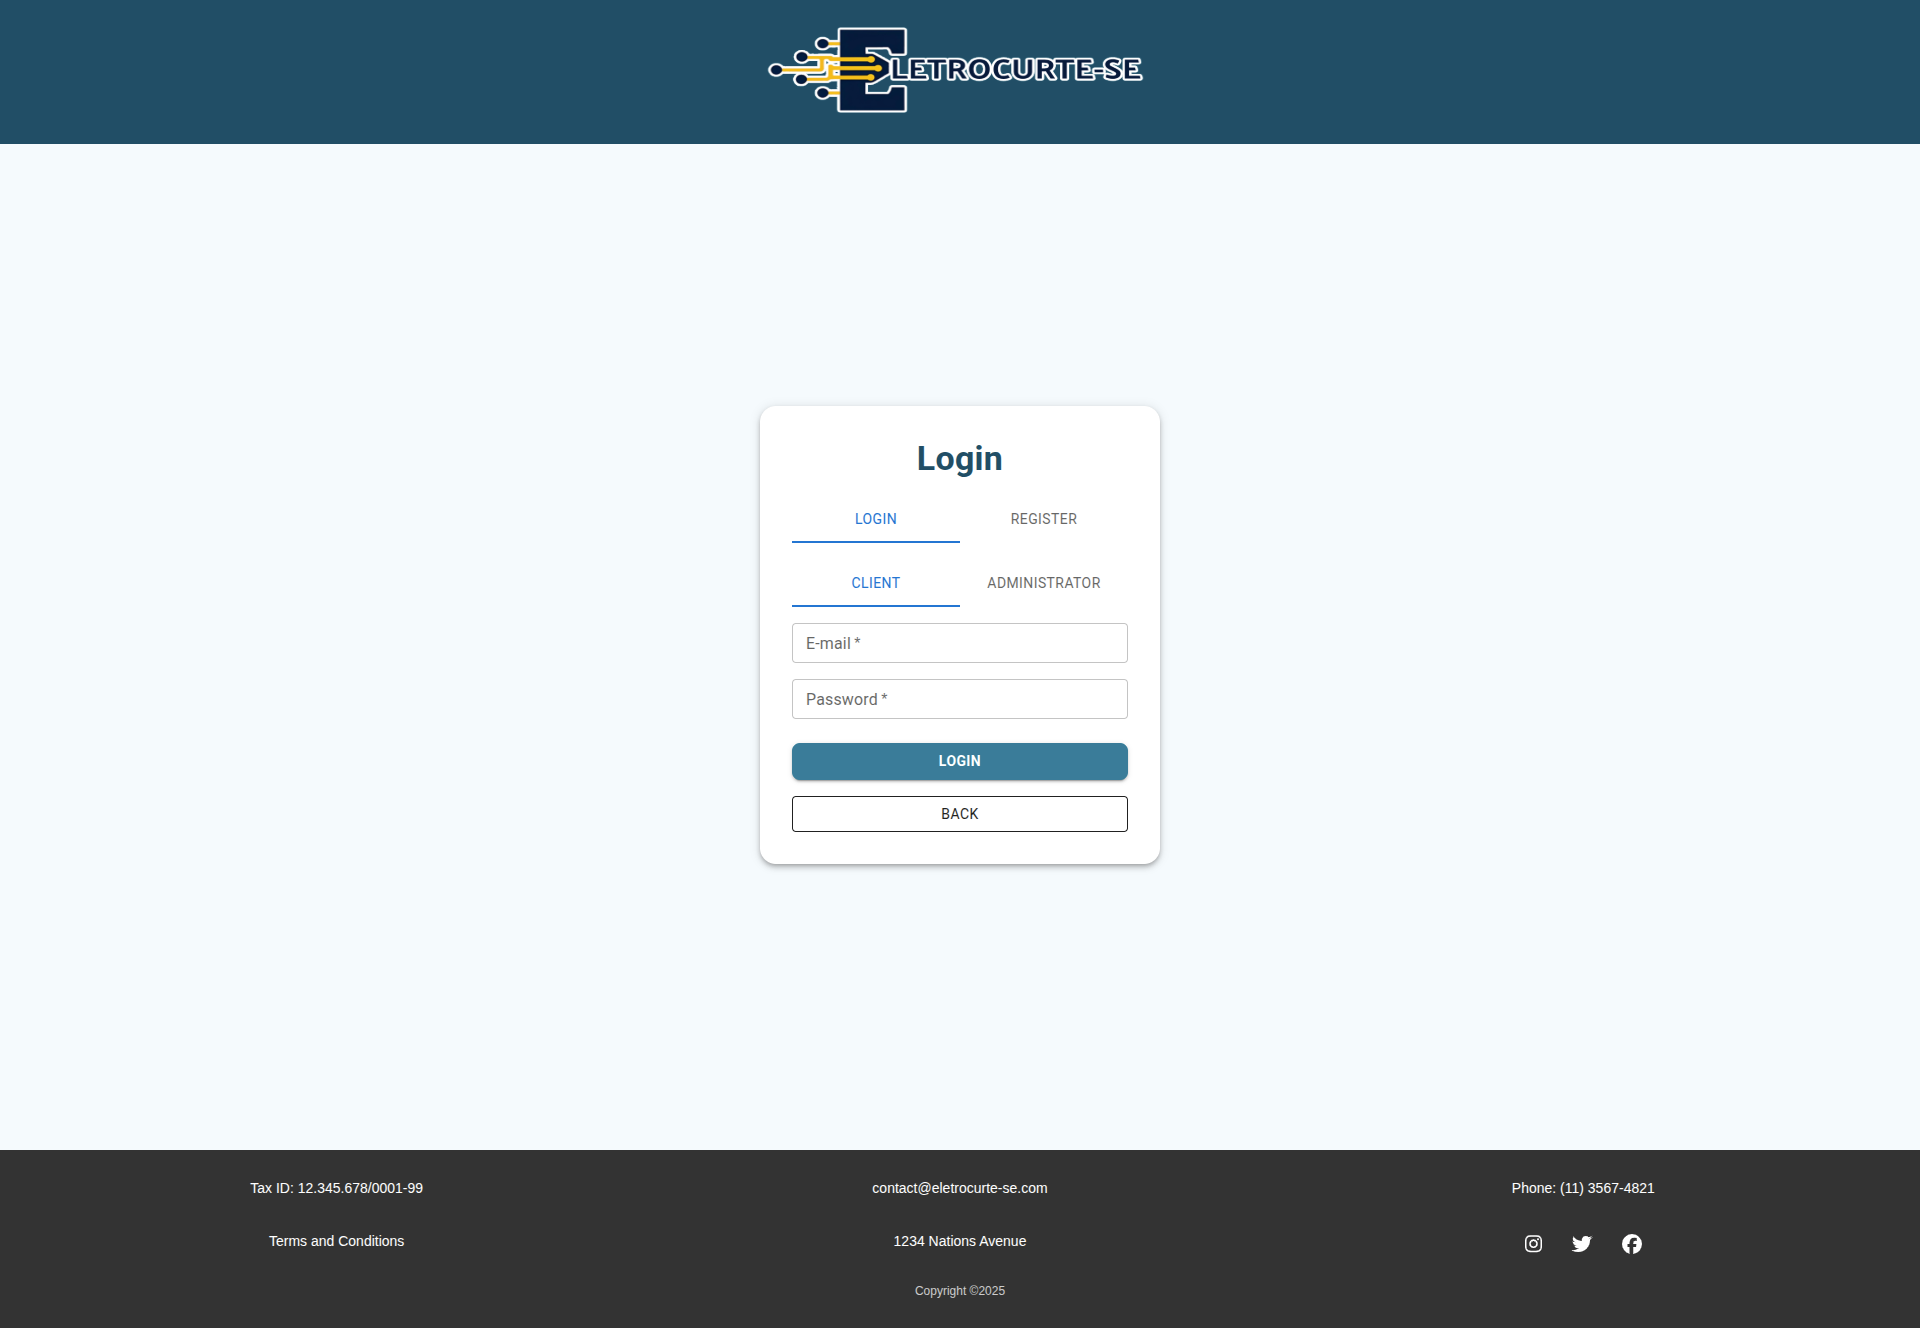 ELETROCURTE-SE
Login
LOGIN REGISTER
CLIENT ADMINISTRATOR
E-mail *
Password *
LOGIN
BACK
Tax ID: 12.345.678/0001-99 contact@eletrocurte-se.com Phone: (11) 3567-4821
Terms and Conditions 1234 Nations Avenue
Copyright ©2025